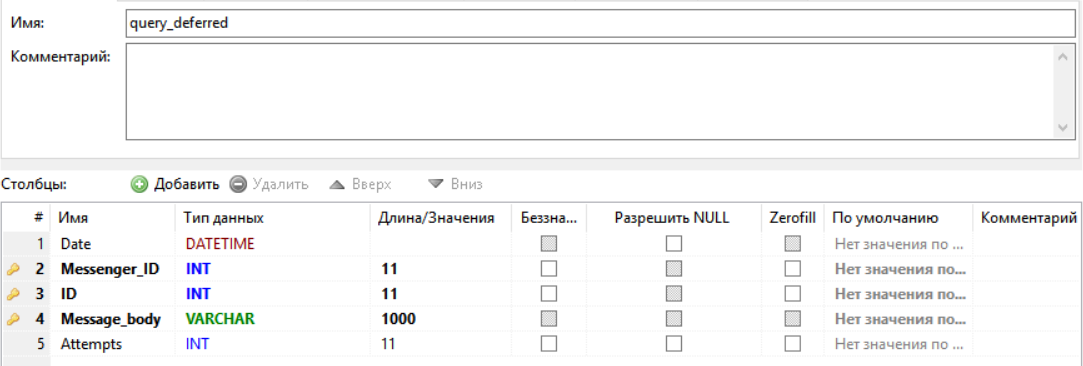 Имя: query_deferred
Комментарий:
Столбцы: Добавить Удалить Вверх Вниз
# Имя Тип данных Длина/Значения Беззна... Разрешить NULL Zerofill По умолчанию Комментарий
1 Date DATETIME Нет значения по ...
2 Messenger_ID INT 11 Нет значения по...
3 ID INT 11 Нет значения по...
4 Message_body VARCHAR 1000 Нет значения по...
5 Attempts INT 11 Нет значения по ...